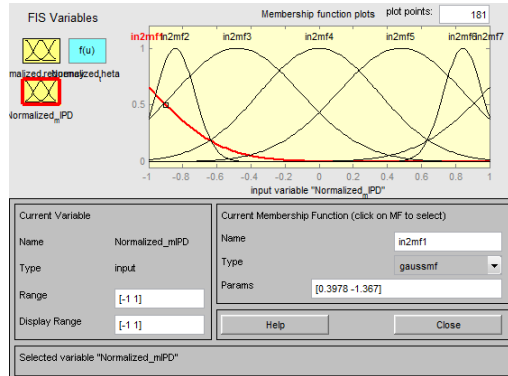 FIS Variables
Membership function plots plot points: 181
f(u)
Normalized_mIPD
in2mf1 in2mf2 in2mf3 in2mf4 in2mf5 in2mf6 in2mf7
1
0.5
0
-1 -0.8 -0.6 -0.4 -0.2 0 0.2 0.4 0.6 0.8 1
input variable "Normalized_mIPD"
Current Variable
Name Normalized_mIPD
Type input
Range [-1 1]
Display Range [-1 1]
Current Membership Function (click on MF to select)
Name in2mf1
Type gaussmf
Params [0.3978 -1.367]
Help Close
Selected variable "Normalized_mIPD"